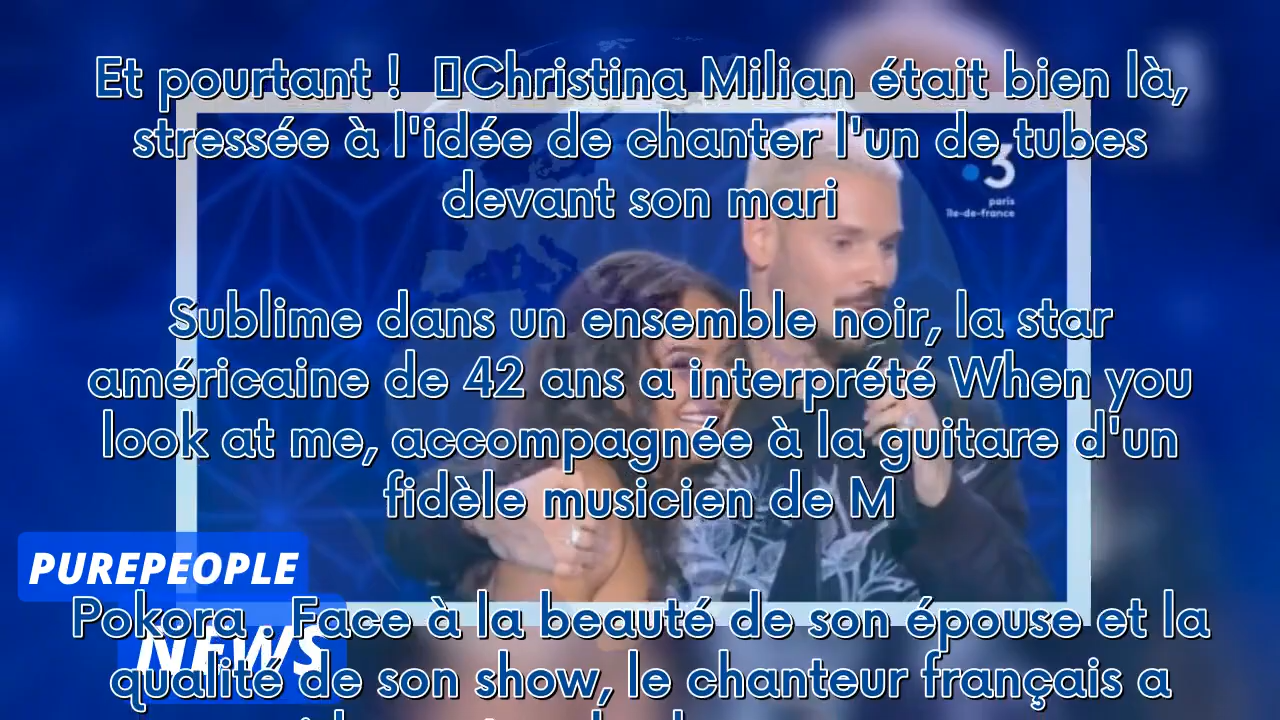 Et pourtant ! Christina Milian était bien là,
stressée à l'idée de chanter l'un de tubes
devant son mari
3
paris
île-de-france
Sublime dans un ensemble noir, la star
américaine de 42 ans a interprété When you
look at me, accompagnée à la guitare d'un
fidèle musicien de M
PUREPEOPLE
Pokora . Face à la beauté de son épouse et la
NEWS
qualité de son show, le chanteur français a